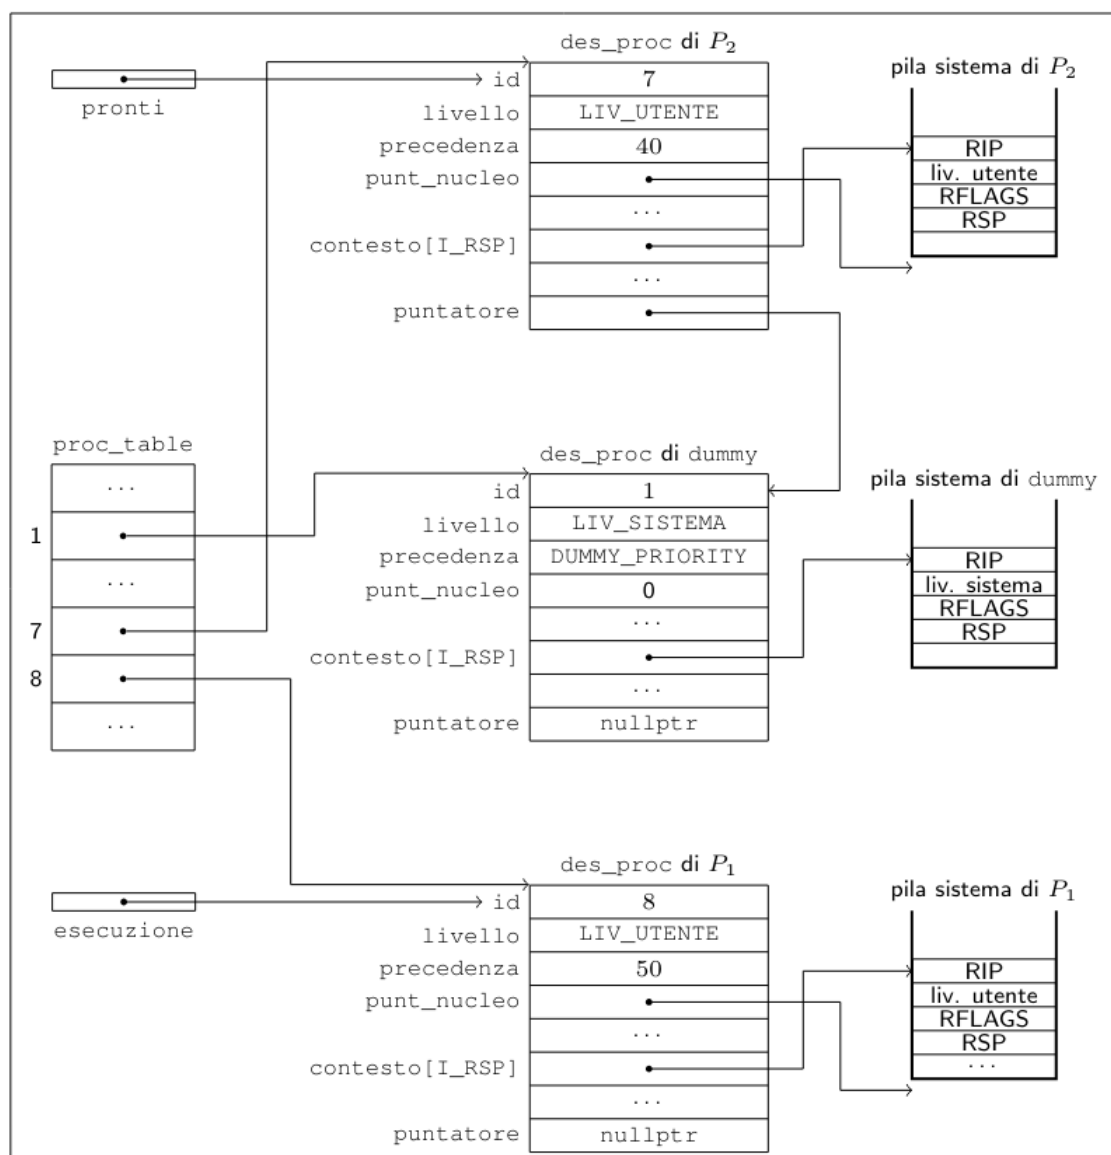 des_proc di P2
pila sistema di P2
pronti
id 7
livello LIV_UTENTE
precedenza 40
punt_nucleo
...
contesto[I_RSP]
...
puntatore
RIP
liv. utente
RFLAGS
RSP
proc_table
...
1
...
7
8
...
des_proc di dummy
pila sistema di dummy
id 1
livello LIV_SISTEMA
precedenza DUMMY_PRIORITY
punt_nucleo 0
...
contesto[I_RSP]
...
puntatore nullptr
RIP
liv. sistema
RFLAGS
RSP
des_proc di P1
pila sistema di P1
esecuzione
id 8
livello LIV_UTENTE
precedenza 50
punt_nucleo
...
contesto[I_RSP]
...
puntatore nullptr
RIP
liv. utente
RFLAGS
RSP
...